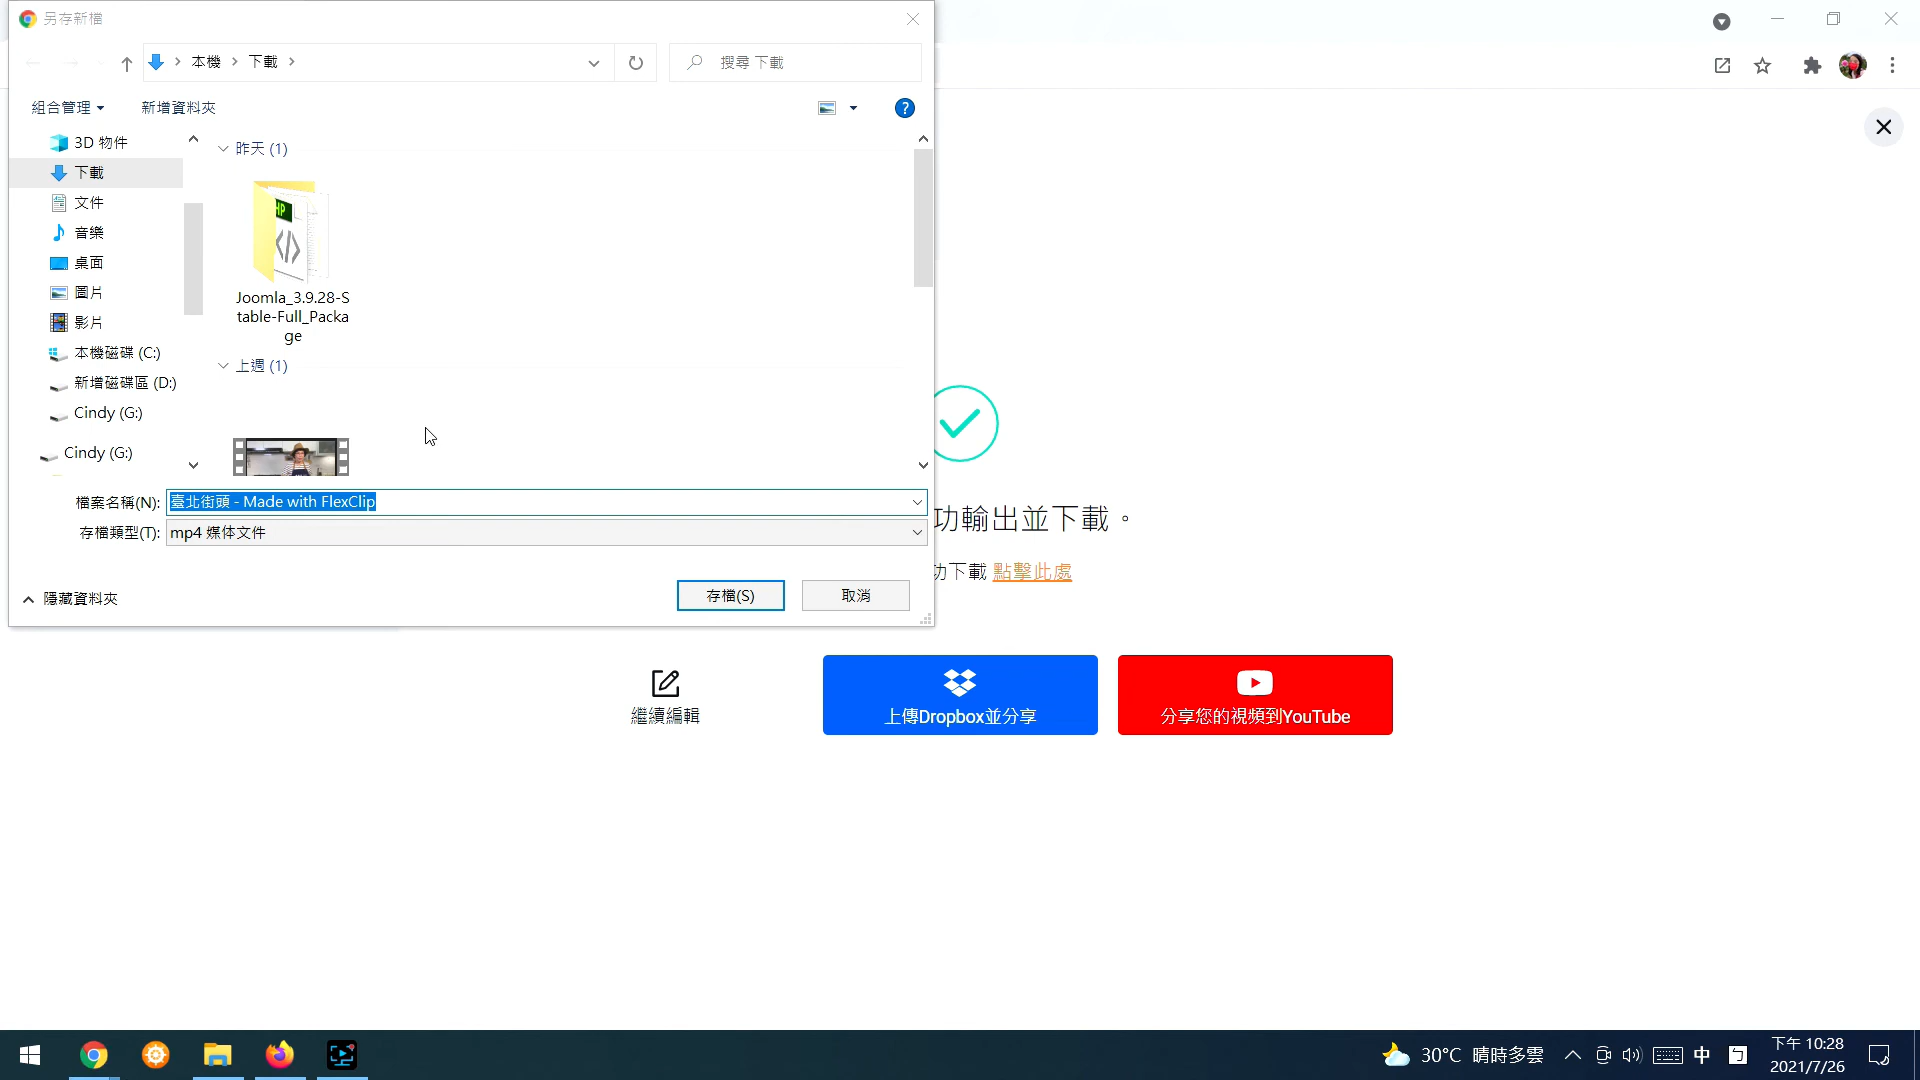 另存新檔
本機
下載
搜尋 下載
組合管理
新增資料夾
3D 物件
下載
文件
音樂
桌面
圖片
影片
本機磁碟 (C:)
新增磁碟區 (D:)
Cindy (G:)
Cindy (G:)
昨天 (1)
Joomla_3.9.28-S
table-Full_Packa
ge
上週 (1)
檔案名稱(N):
臺北街頭 - Made with FlexClip
存檔類型(T):
mp4 媒体文件
隱藏資料夾
存檔(S)
取消
功輸出並下載。
功下載 點擊此處
繼續編輯
上傳Dropbox並分享
分享您的視頻到YouTube
30°C 晴時多雲
中
下午 10:28
2021/7/26